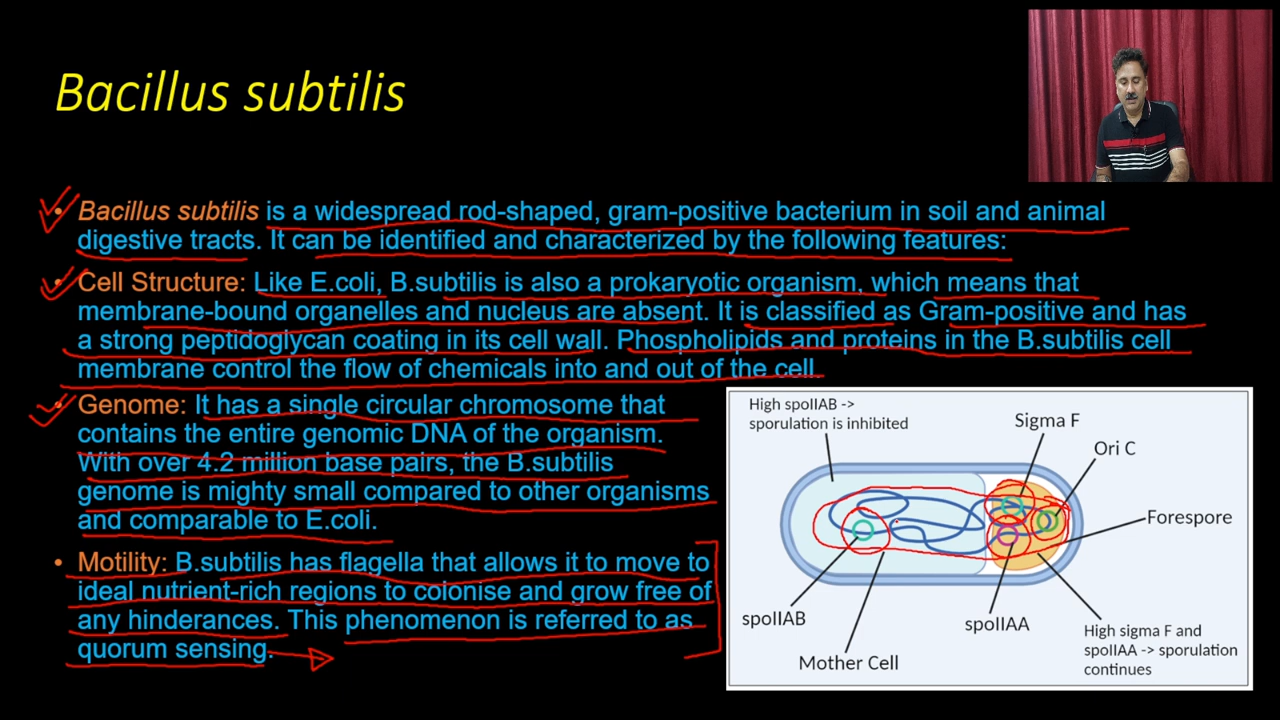 Bacillus subtilis
• Bacillus subtilis is a widespread rod-shaped, gram-positive bacterium in soil and animal
digestive tracts. It can be identified and characterized by the following features:
• Cell Structure: Like E.coli, B.subtilis is also a prokaryotic organism, which means that
membrane-bound organelles and nucleus are absent. It is classified as Gram-positive and has
a strong peptidoglycan coating in its cell wall. Phospholipids and proteins in the B.subtilis cell
membrane control the flow of chemicals into and out of the cell.
• Genome: It has a single circular chromosome that
contains the entire genomic DNA of the organism.
With over 4.2 million base pairs, the B.subtilis
genome is mighty small compared to other organisms
and comparable to E.coli.
• Motility: B.subtilis has flagella that allows it to move to
ideal nutrient-rich regions to colonise and grow free of
any hinderances. This phenomenon is referred to as
quorum sensing.
High spoIIAB ->
sporulation is inhibited
Sigma F
Ori C
Forespore
spoIIAB
spoIIAA
Mother Cell
High sigma F and
spoIIAA -> sporulation
continues